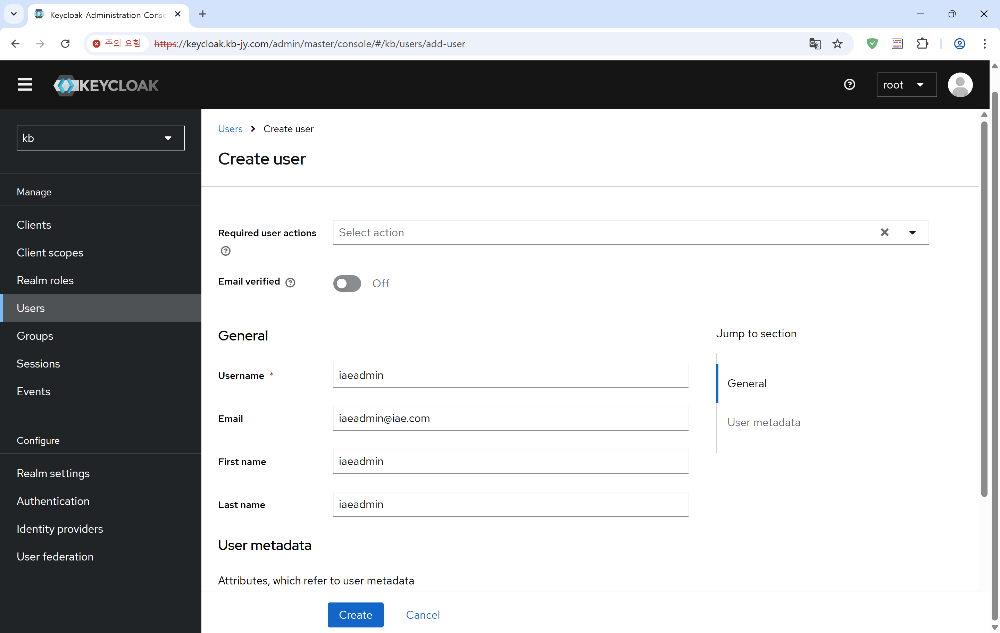 Keycloak Administration Consc
주의 요함
https://keycloak.kb-jy.com/admin/master/console/#/kb/users/add-user
KEYCLOAK
root
kb
Manage
Clients
Client scopes
Realm roles
Users
Groups
Sessions
Events
Configure
Realm settings
Authentication
Identity providers
User federation
Users
Create user
Create user
Required user actions
Select action
Email verified
Off
General
Username *
iaeadmin
Email
iaeadmin@iae.com
First name
iaeadmin
Last name
iaeadmin
User metadata
Attributes, which refer to user metadata
Create
Cancel
Jump to section
General
User metadata